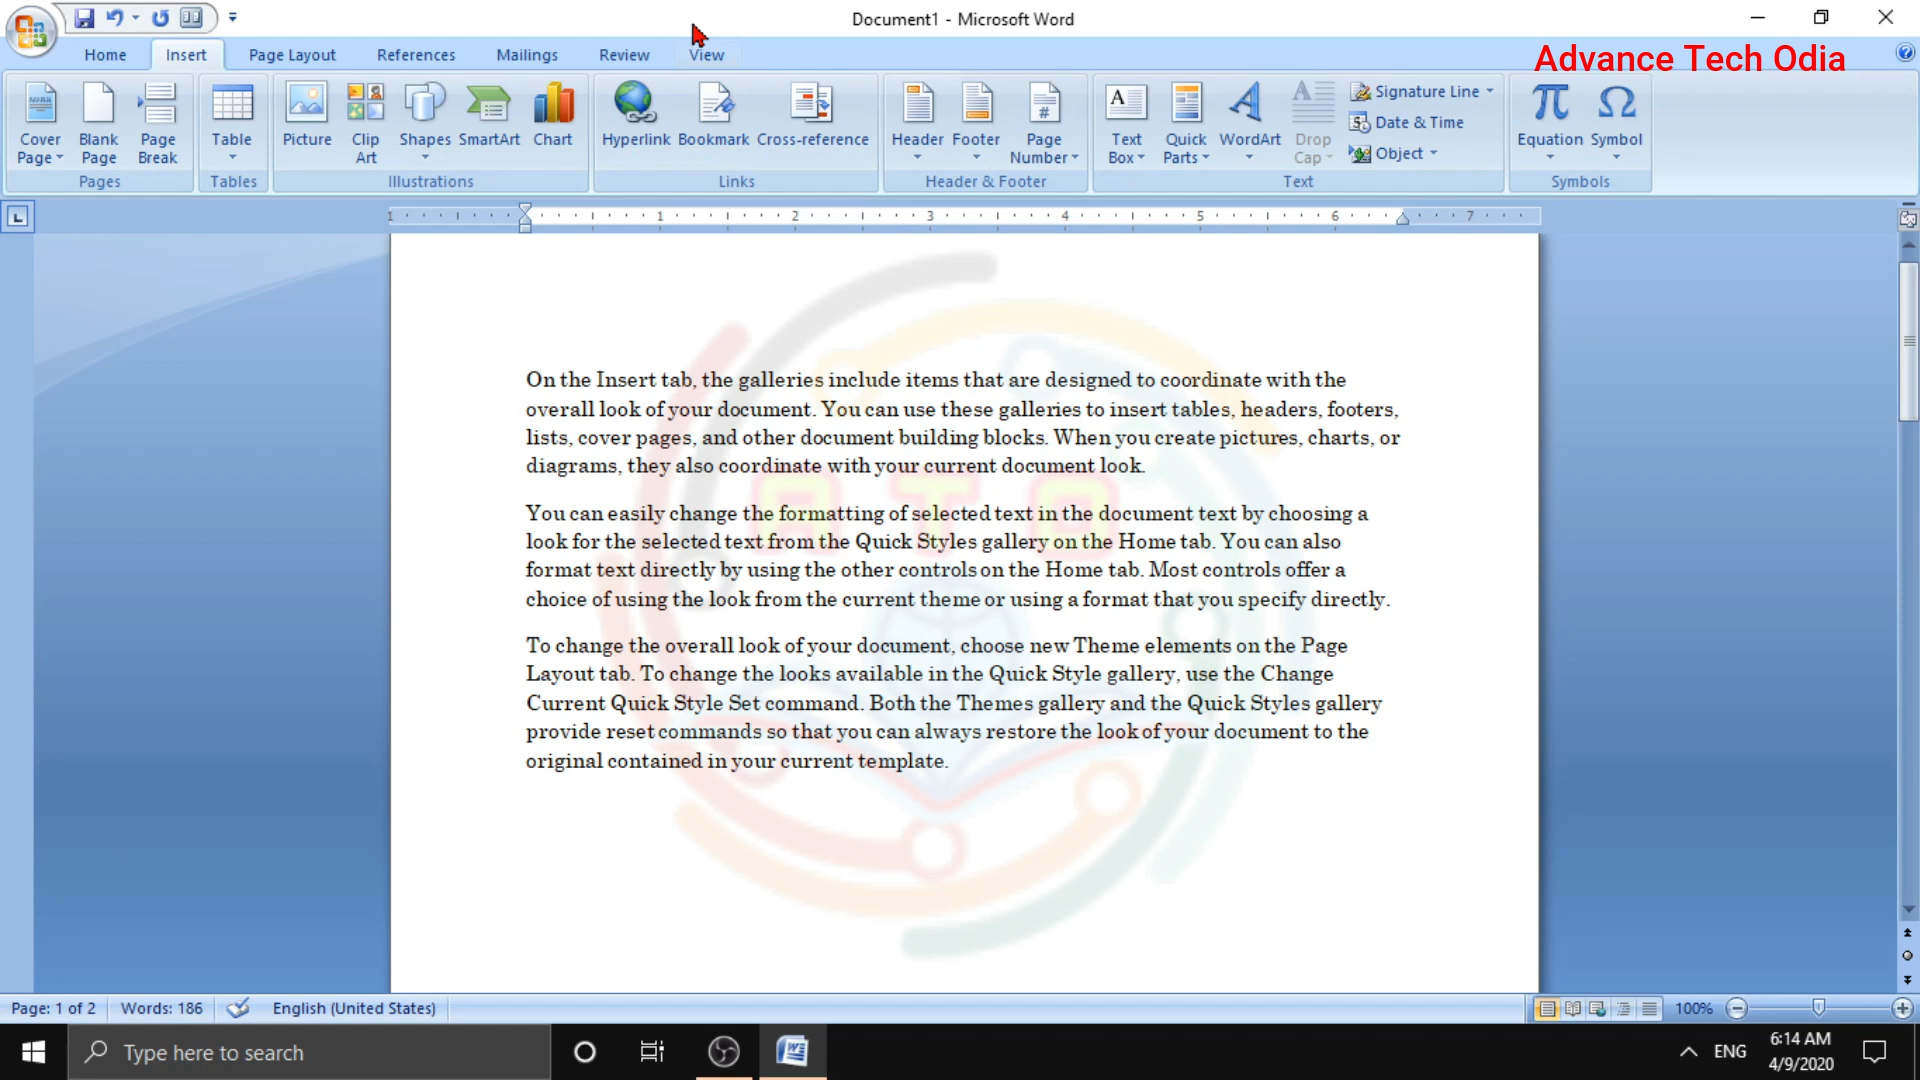 Document1 - Microsoft Word
Home Insert Page Layout References Mailings Review View
Advance Tech Odia
Cover Page
Blank Page
Page Break
Table
Picture
Clip Art
Shapes
SmartArt
Chart
Hyperlink
Bookmark
Cross-reference
Header
Footer
Page Number
Text Box
Quick Parts
WordArt
Drop Cap
Signature Line
Date & Time
Object
Equation
Symbol
Pages Tables Illustrations Links Header & Footer Text Symbols
1 1 2 3 4 5 6 7
On the Insert tab, the galleries include items that are designed to coordinate with the
overall look of your document. You can use these galleries to insert tables, headers, footers,
lists, cover pages, and other document building blocks. When you create pictures, charts, or
diagrams, they also coordinate with your current document look.
ATO
You can easily change the formatting of selected text in the document text by choosing a
look for the selected text from the Quick Styles gallery on the Home tab. You can also
format text directly by using the other controls on the Home tab. Most controls offer a
choice of using the look from the current theme or using a format that you specify directly.
To change the overall look of your document, choose new Theme elements on the Page
Layout tab. To change the looks available in the Quick Style gallery, use the Change
Current Quick Style Set command. Both the Themes gallery and the Quick Styles gallery
provide reset commands so that you can always restore the look of your document to the
original contained in your current template.
Page: 1 of 2 Words: 186 English (United States) 100%
Type here to search
ENG
6:14 AM
4/9/2020